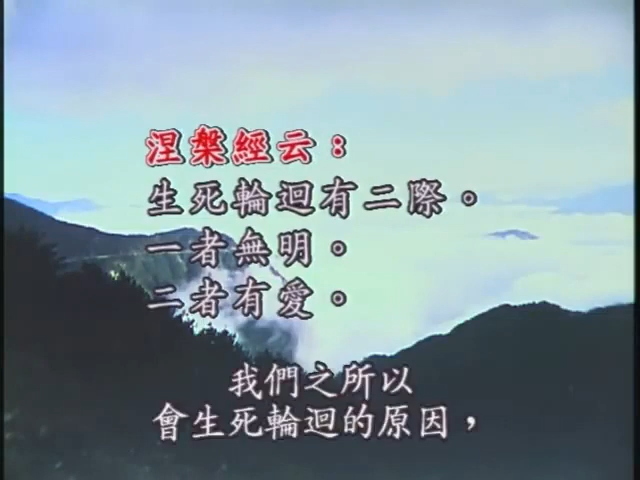 涅槃經云：
生死輪迴有二際。
一者無明。
二者有愛。
我們之所以
會生死輪迴的原因，